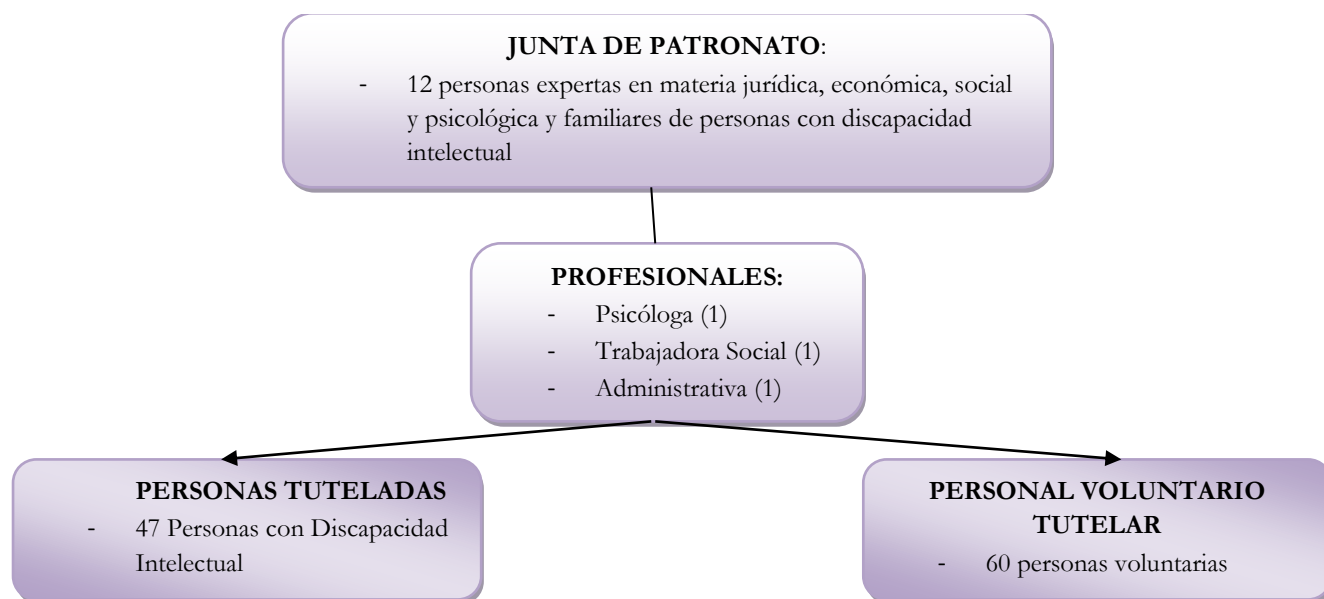 JUNTA DE PATRONATO:
- 12 personas expertas en materia jurídica, económica, social
y psicológica y familiares de personas con discapacidad
intelectual
PROFESIONALES:
- Psicóloga (1)
- Trabajadora Social (1)
- Administrativa (1)
PERSONAS TUTELADAS
- 47 Personas con Discapacidad
Intelectual
PERSONAL VOLUNTARIO
TUTELAR
- 60 personas voluntarias